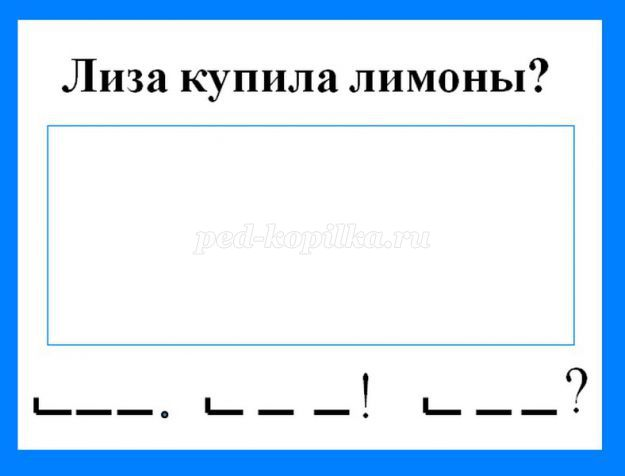 Лиза купила лимоны?
ped-kopilka.ru
. ! ?